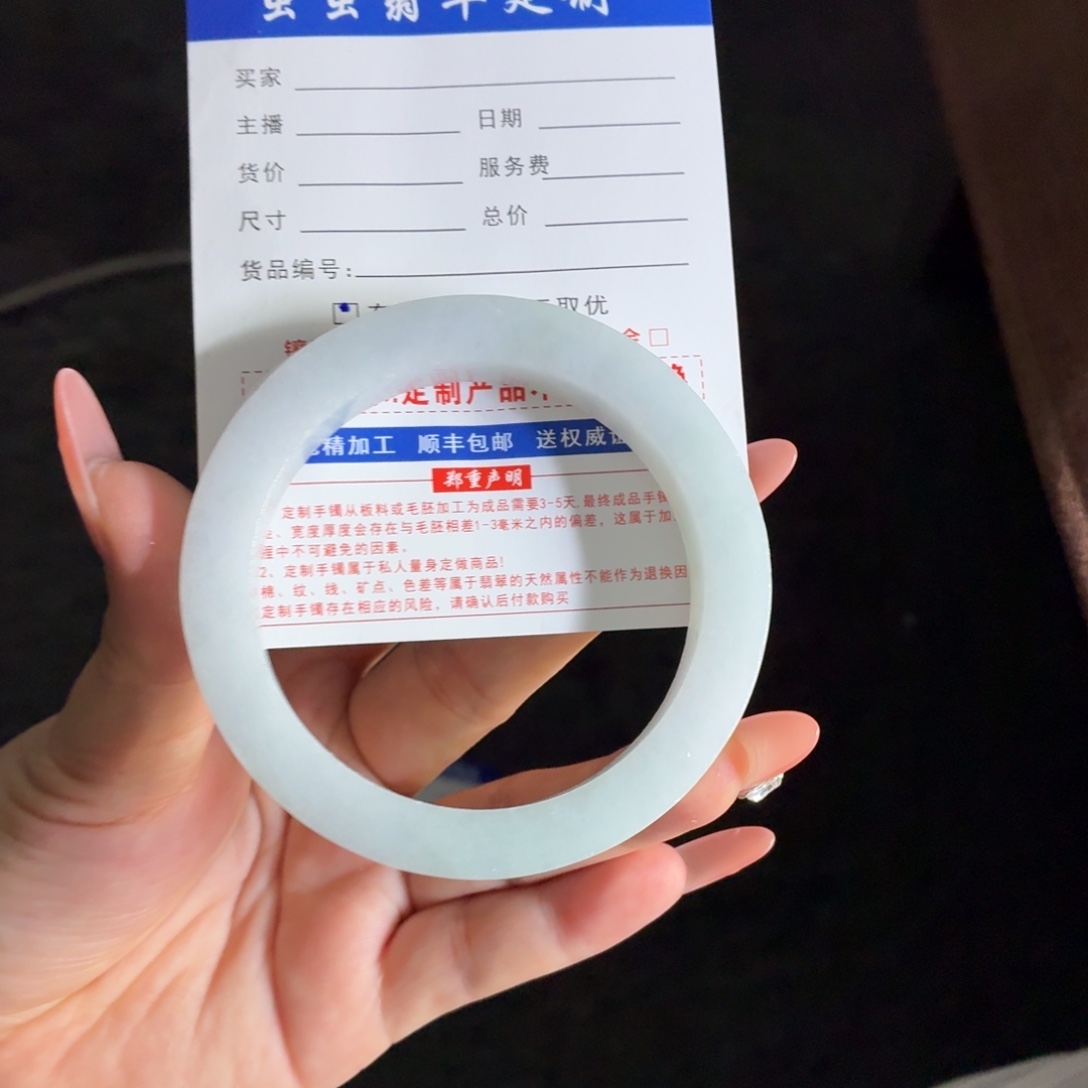 买家
主播 日期
货价 服务费
尺寸 总价
货品编号:
取优
定制产品
精加工 顺丰包邮 送权威
郑重声明
定制手镯从板料或毛胚加工为成品需要3-5天,最终成品手
、宽度厚度会存在与毛胚相差1-3毫米之内的偏差，这属于加
程中不可避免的因素。
2、定制手镯属于私人量身定做商品!
棉、纹、线、矿点、色差等属于翡翠的天然属性不能作为退换因
定制手镯存在相应的风险，请确认后付款购买